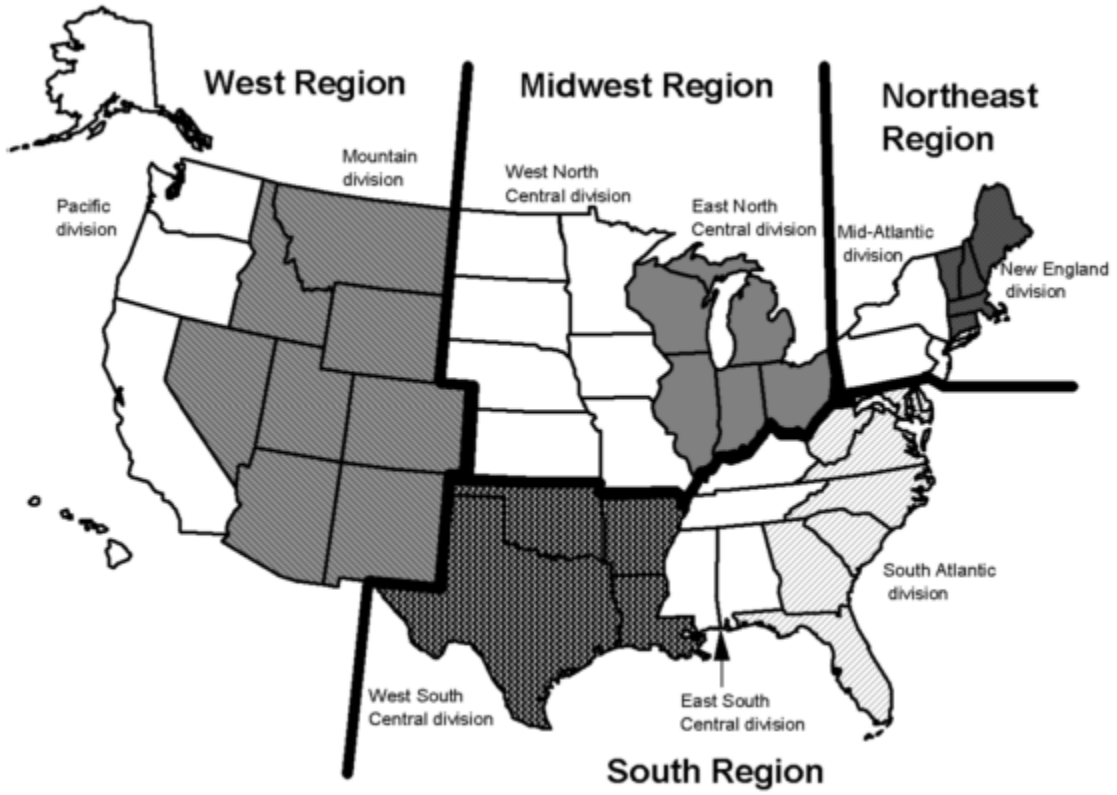 West Region
Midwest Region
Northeast
Region
Mountain
division
West North
Central division
East North
Central division
Pacific
division
Mid-Atlantic
division
New England
division
South Atlantic
division
West South
Central division
East South
Central division
South Region